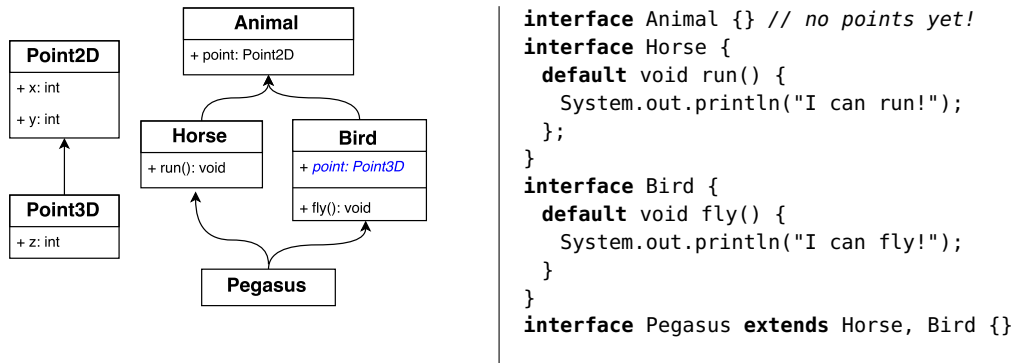 Point2D
+ x: int
+ y: int
Point3D
+ z: int
Animal
+ point: Point2D
Horse
+ run(): void
Bird
+ point: Point3D
+ fly(): void
Pegasus
interface Animal {} // no points yet!
interface Horse {
default void run() {
System.out.println("I can run!");
};
}
interface Bird {
default void fly() {
System.out.println("I can fly!");
}
}
interface Pegasus extends Horse, Bird {}